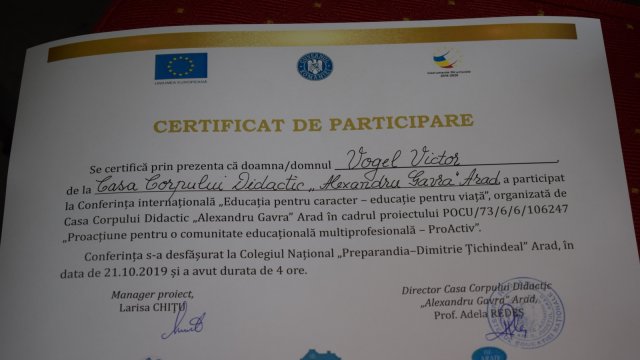 UNIUNEA EUROPEANĂ
CERTIFICAT DE PARTICIPARE
Se certifică prin prezenta că doamna/domnul Vogel Victor,
de la Casa Corpului Didactic „Alexandru Gavra" Arad, a participat
la Conferința internațională „Educația pentru caracter – educație pentru viață", organizată de
Casa Corpului Didactic „Alexandru Gavra" Arad în cadrul proiectului POCU/73/6/6/106247
„Proacțiune pentru o comunitate educațională multiprofesională – ProActiv".
Conferința s-a desfășurat la Colegiul Național „Preparandia–Dimitrie Țichindeal" Arad, în
data de 21.10.2019 și a avut durata de 4 ore.
Manager proiect,
Larisa CHIȚU
Director Casa Corpului Didactic
„Alexandru Gavra" Arad,
Prof. Adela REDEȘ